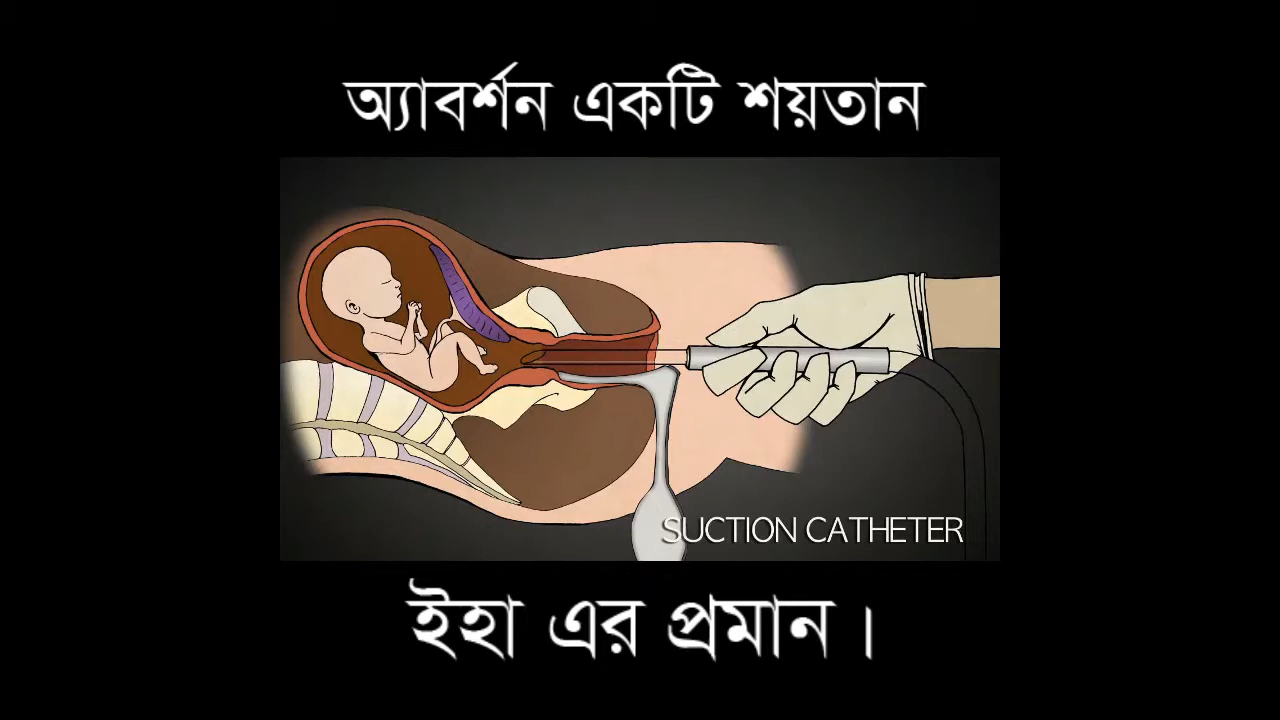 অ্যাবর্শন একটি শয়তান
SUCTION CATHETER
ইহা এর প্রমান।